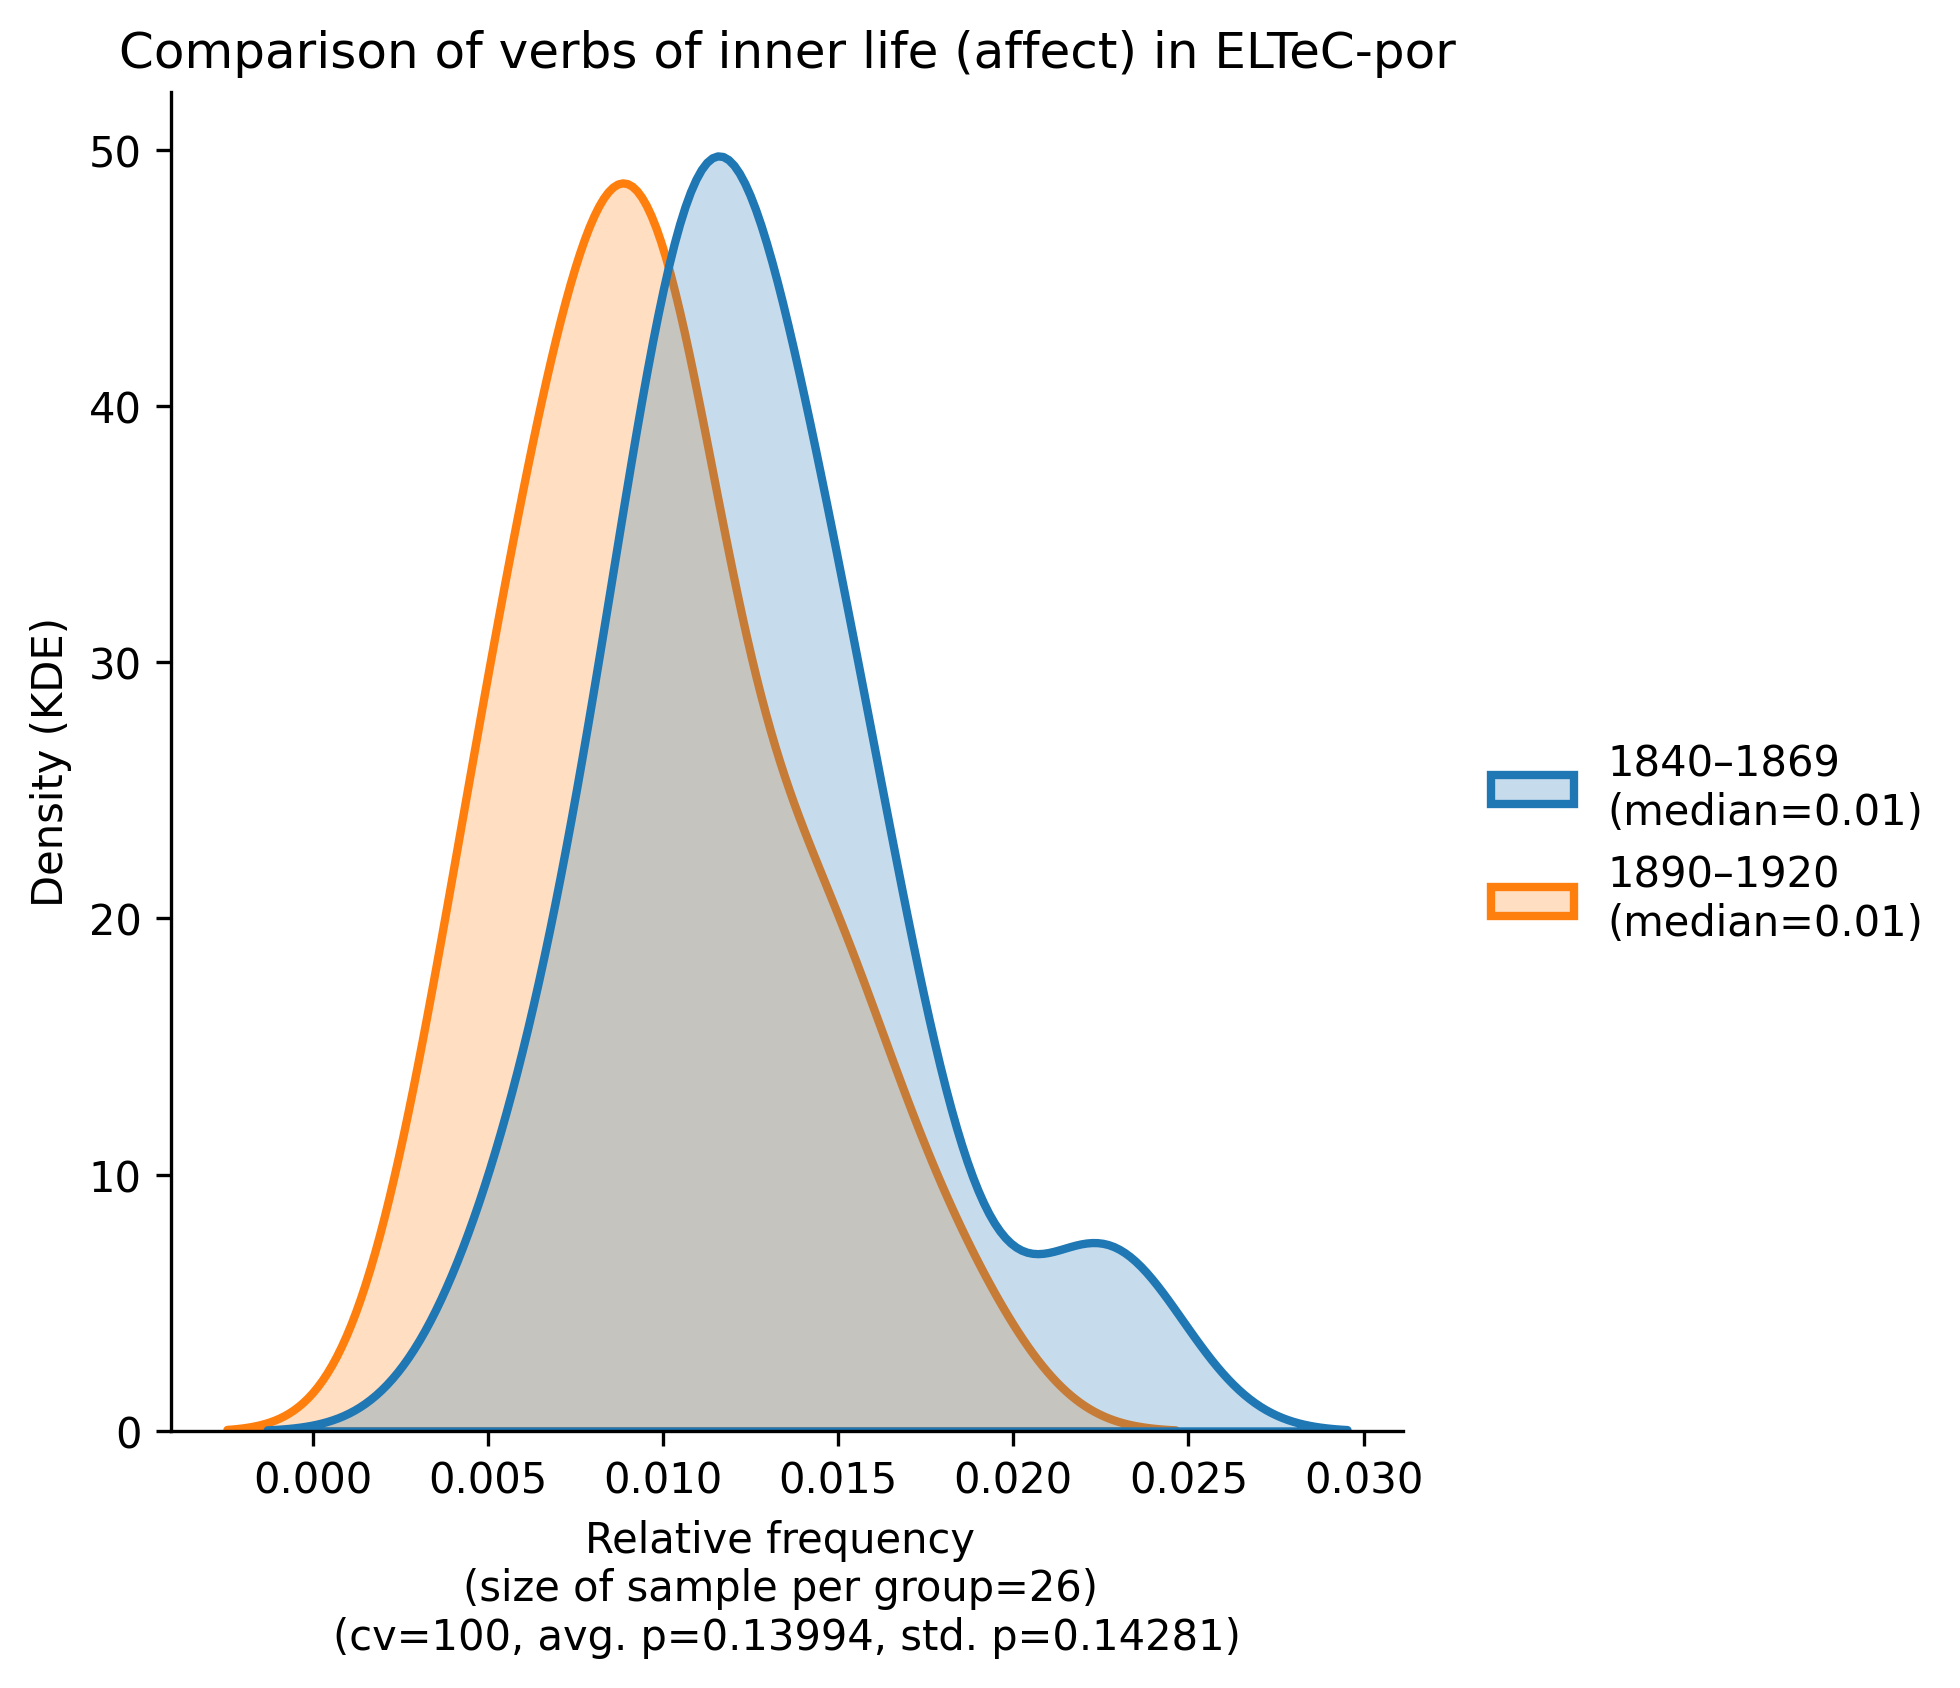 Comparison of verbs of inner life (affect) in ELTeC-por
Density (KDE)
50
40
30
20
10
0
0.000 0.005 0.010 0.015 0.020 0.025 0.030
Relative frequency
(size of sample per group=26)
(cv=100, avg. p=0.13994, std. p=0.14281)
1840–1869
(median=0.01)
1890–1920
(median=0.01)